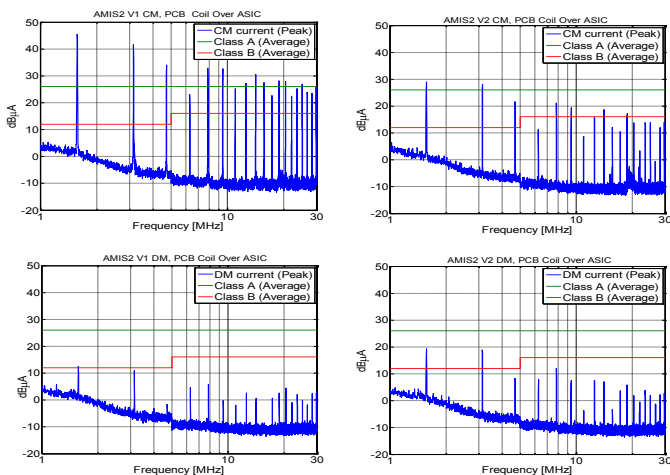 AMIS2 V1 CM, PCB Coil Over ASIC
50
40
30
20
10
0
-10
-20
dBµA
CM current (Peak)
Class A (Average)
Class B (Average)
1
10
30
Frequency [MHz]
AMIS2 V2 CM, PCB Coil Over ASIC
50
40
30
20
10
0
-10
-20
dBµA
CM current (Peak)
Class A (Average)
Class B (Average)
1
10
30
Frequency [MHz]
AMIS2 V1 DM, PCB Coil Over ASIC
50
40
30
20
10
0
-10
-20
dBµA
DM current (Peak)
Class A (Average)
Class B (Average)
1
10
30
Frequency [MHz]
AMIS2 V2 DM, PCB Coil Over ASIC
50
40
30
20
10
0
-10
-20
dBµA
DM current (Peak)
Class A (Average)
Class B (Average)
1
10
30
Frequency [MHz]